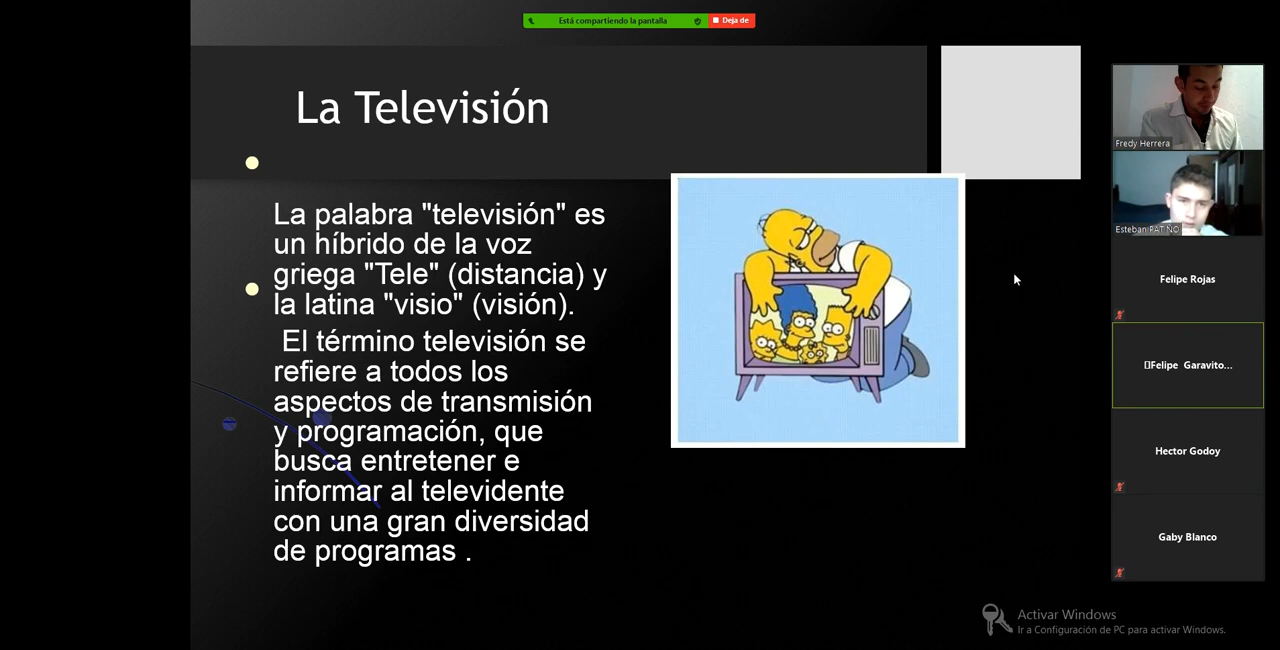 Está compartiendo la pantalla
Deja de
La Televisión
La palabra "televisión" es
un híbrido de la voz
griega "Tele" (distancia) y
la latina "visio" (visión).
El término televisión se
refiere a todos los
aspectos de transmisión
y programación, que
busca entretener e
informar al televidente
con una gran diversidad
de programas .
Fredy Herrera
Esteban PATIÑO
Felipe Rojas
Felipe Garavito...
Hector Godoy
Gaby Blanco
Activar Windows
Ir a Configuración de PC para activar Windows.